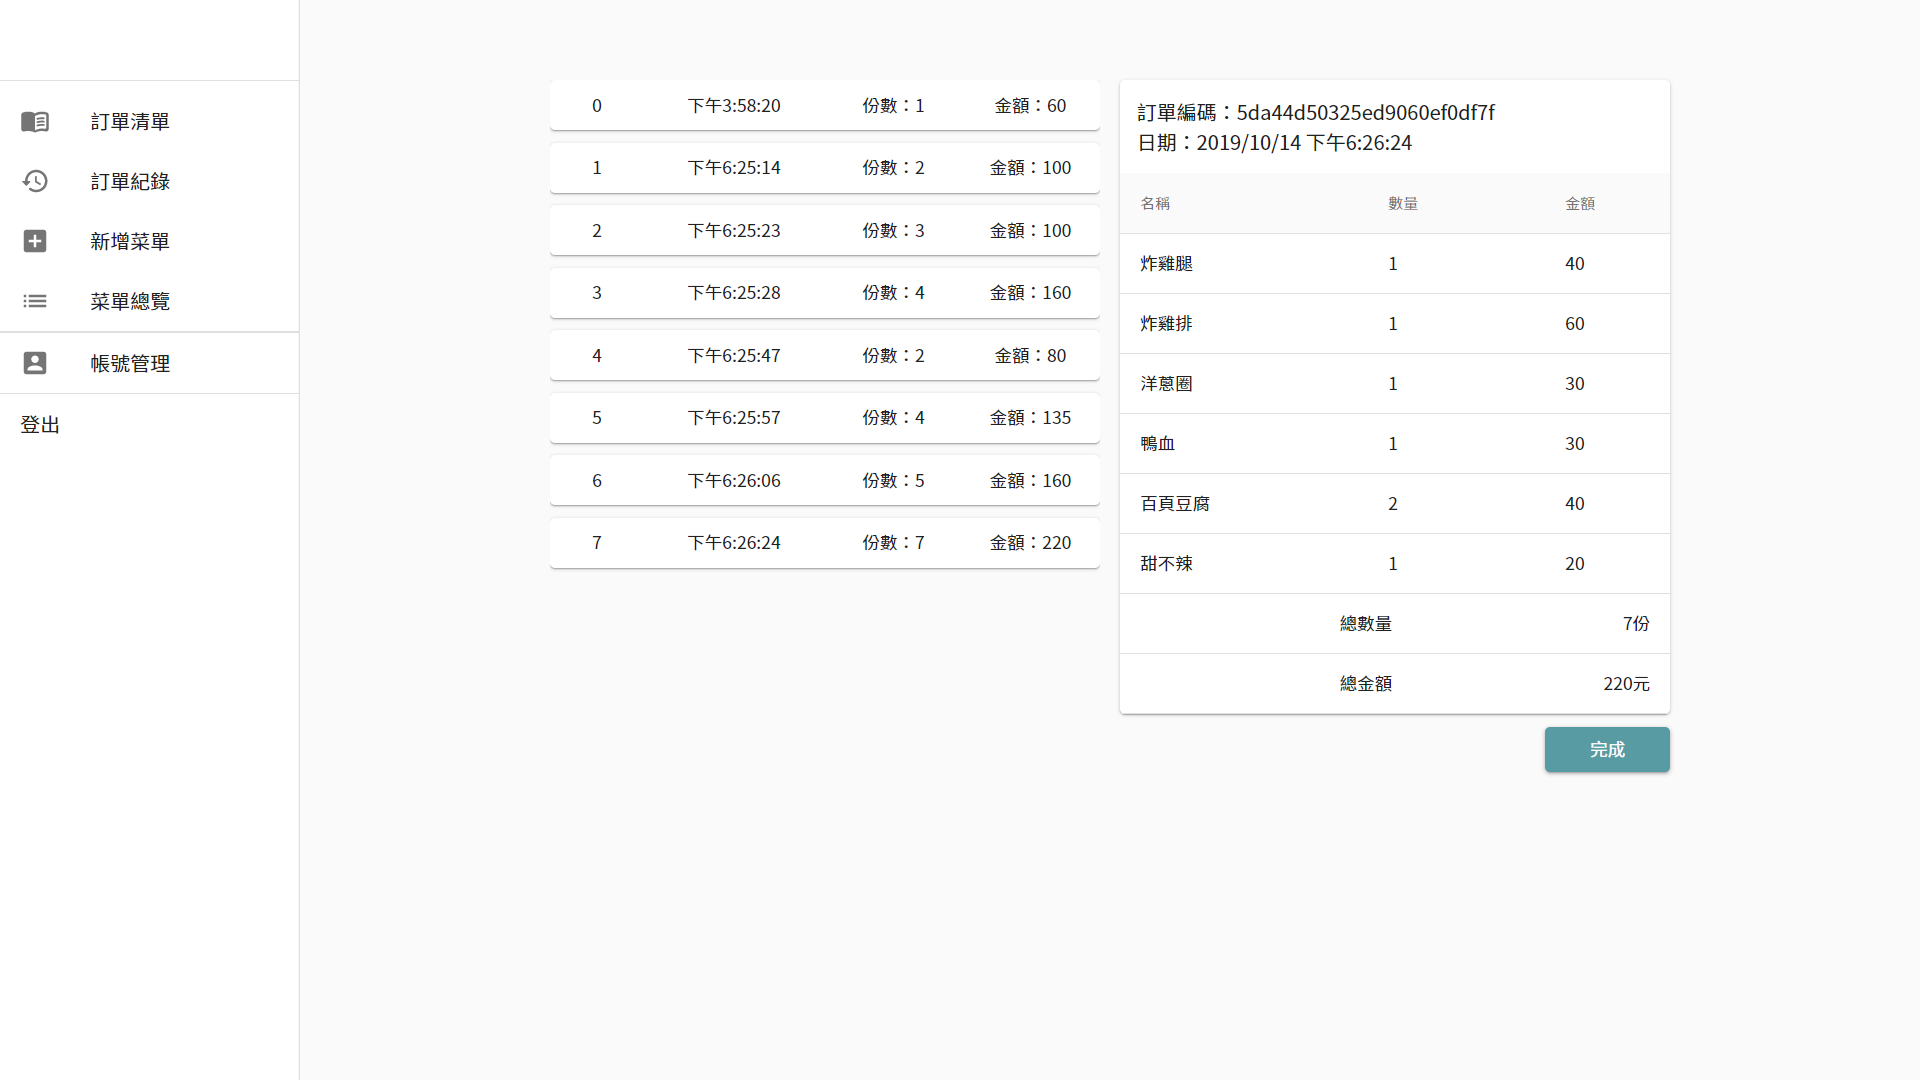 訂單清單
訂單紀錄
新增菜單
菜單總覽
帳號管理
登出
0 下午3:58:20 份數：1 金額：60
1 下午6:25:14 份數：2 金額：100
2 下午6:25:23 份數：3 金額：100
3 下午6:25:28 份數：4 金額：160
4 下午6:25:47 份數：2 金額：80
5 下午6:25:57 份數：4 金額：135
6 下午6:26:06 份數：5 金額：160
7 下午6:26:24 份數：7 金額：220
訂單編碼：5da44d50325ed9060ef0df7f
日期：2019/10/14 下午6:26:24
名稱 數量 金額
炸雞腿 1 40
炸雞排 1 60
洋蔥圈 1 30
鴨血 1 30
百頁豆腐 2 40
甜不辣 1 20
總數量 7份
總金額 220元
完成